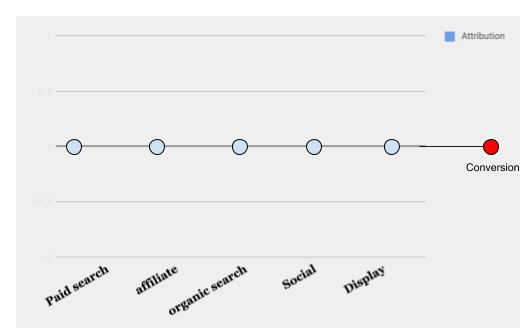 1
Attribution
0.5
0
Conversion
-0.5
-1
Paid search
affiliate
organic search
Social
Display